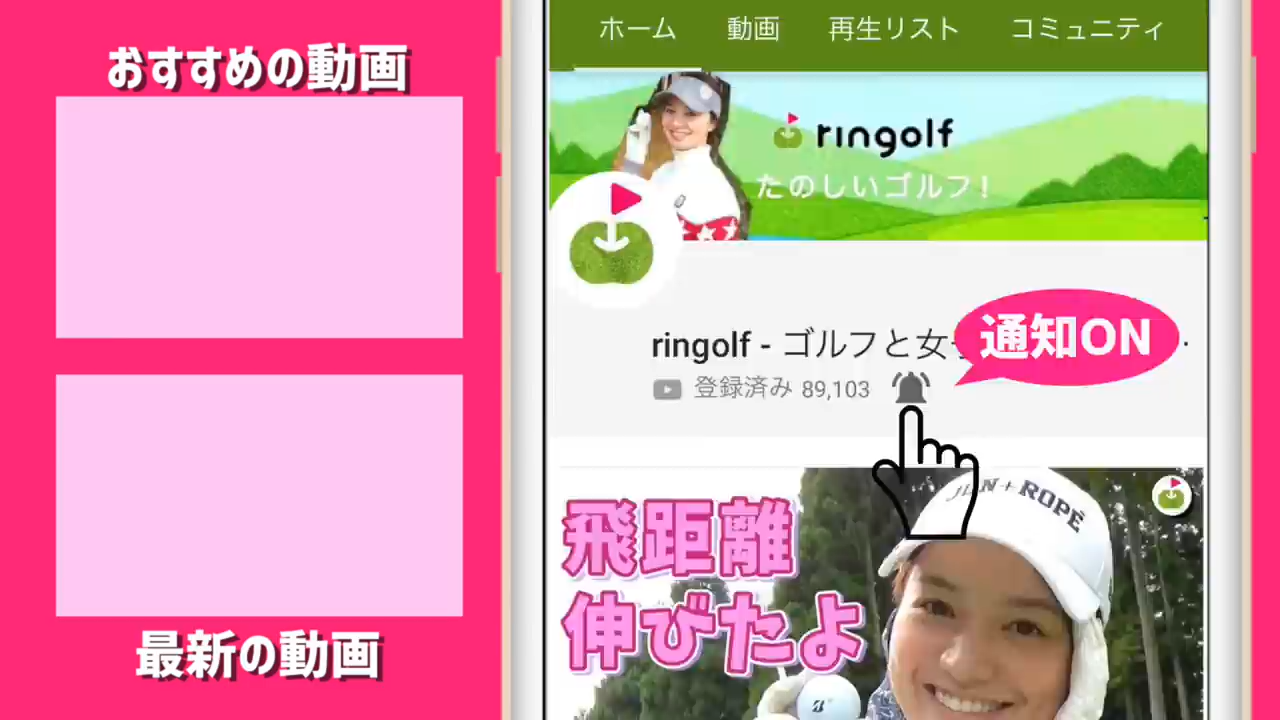 おすすめの動画
最新の動画
ホーム 動画 再生リスト コミュニティ
ringolf
たのしいゴルフ!
ringolf - ゴルフと女
通知ON
登録済み 89,103
飛距離
伸びたよ
ROPÉ